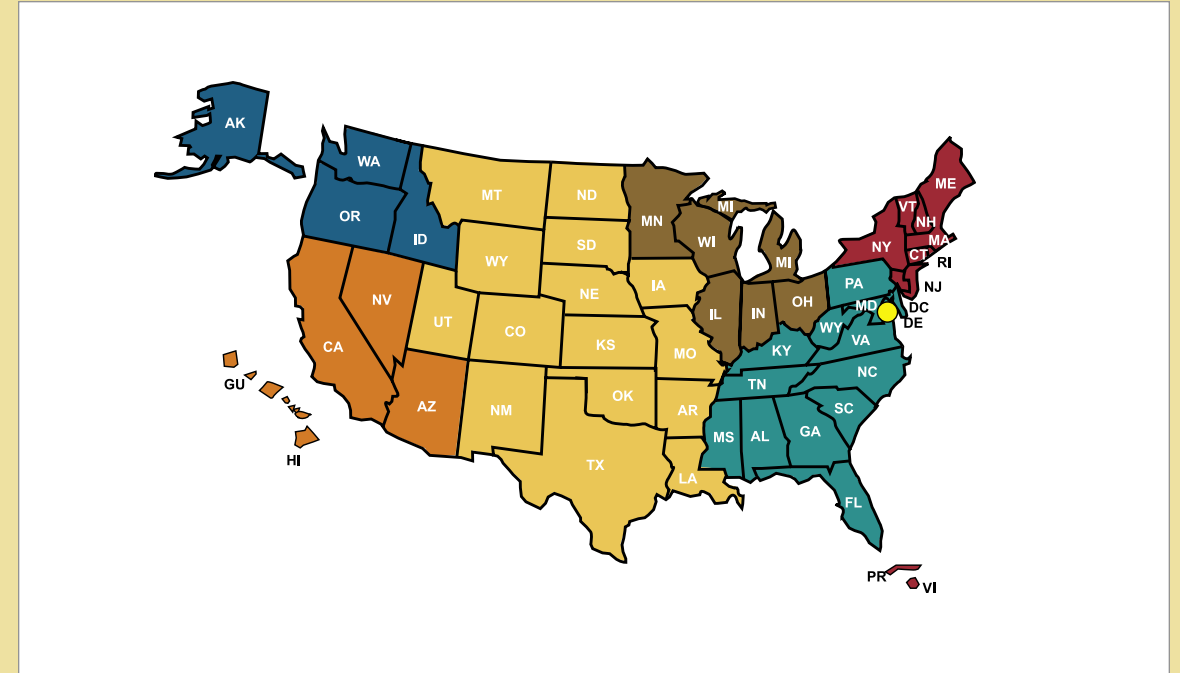 AK
WA
ME
MT
ND
VT
MI
OR
MN
NH
ID
WI
NY
MA
SD
CT
WY
MI
RI
PA
IA
NJ
NE
NV
OH
MD
DC
IL
IN
UT
DE
CO
WY
VA
CA
KS
KY
MO
NC
GU
TN
OK
AZ
NM
AR
SC
GA
MS
AL
HI
TX
LA
FL
PR
VI